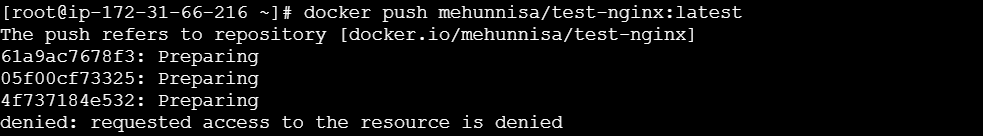 [root@ip-172-31-66-216 ~]# docker push mehunnisa/test-nginx:latest
The push refers to repository [docker.io/mehunnisa/test-nginx]
61a9ac7678f3: Preparing
05f00cf73325: Preparing
4f737184e532: Preparing
denied: requested access to the resource is denied